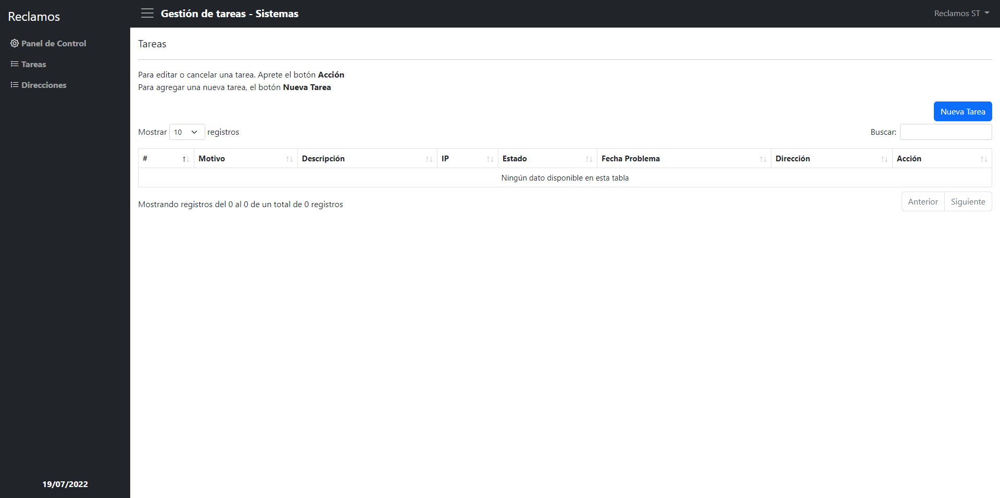 Reclamos
Gestión de tareas - Sistemas
Reclamos ST
Panel de Control
Tareas
Direcciones
19/07/2022
Tareas
Para editar o cancelar una tarea. Aprete el botón Acción
Para agregar una nueva tarea, el botón Nueva Tarea
Nueva Tarea
Mostrar 10 registros
Buscar:
# Motivo Descripción IP Estado Fecha Problema Dirección Acción
Ningún dato disponible en esta tabla
Mostrando registros del 0 al 0 de un total de 0 registros
Anterior Siguiente